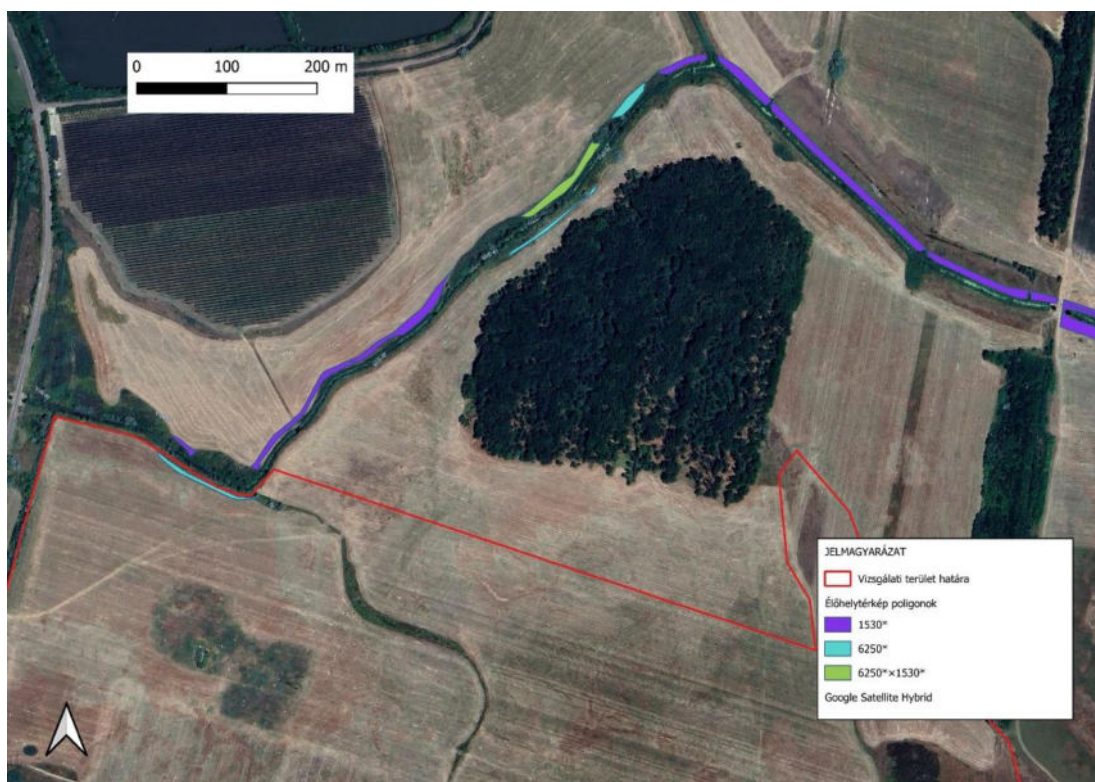 0 100 200 m
JELMAGYARÁZAT
Vizsgálati terület határa
Élőhelytérkép poligonok
1530*
6250*
6250*×1530*
Google Satellite Hybrid